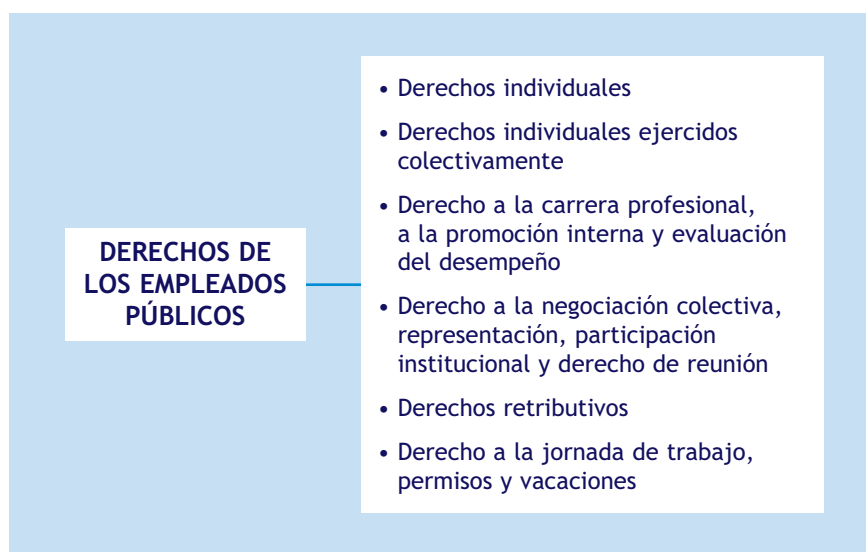 DERECHOS DE
LOS EMPLEADOS
PÚBLICOS
• Derechos individuales
• Derechos individuales ejercidos
colectivamente
• Derecho a la carrera profesional,
a la promoción interna y evaluación
del desempeño
• Derecho a la negociación colectiva,
representación, participación
institucional y derecho de reunión
• Derechos retributivos
• Derecho a la jornada de trabajo,
permisos y vacaciones